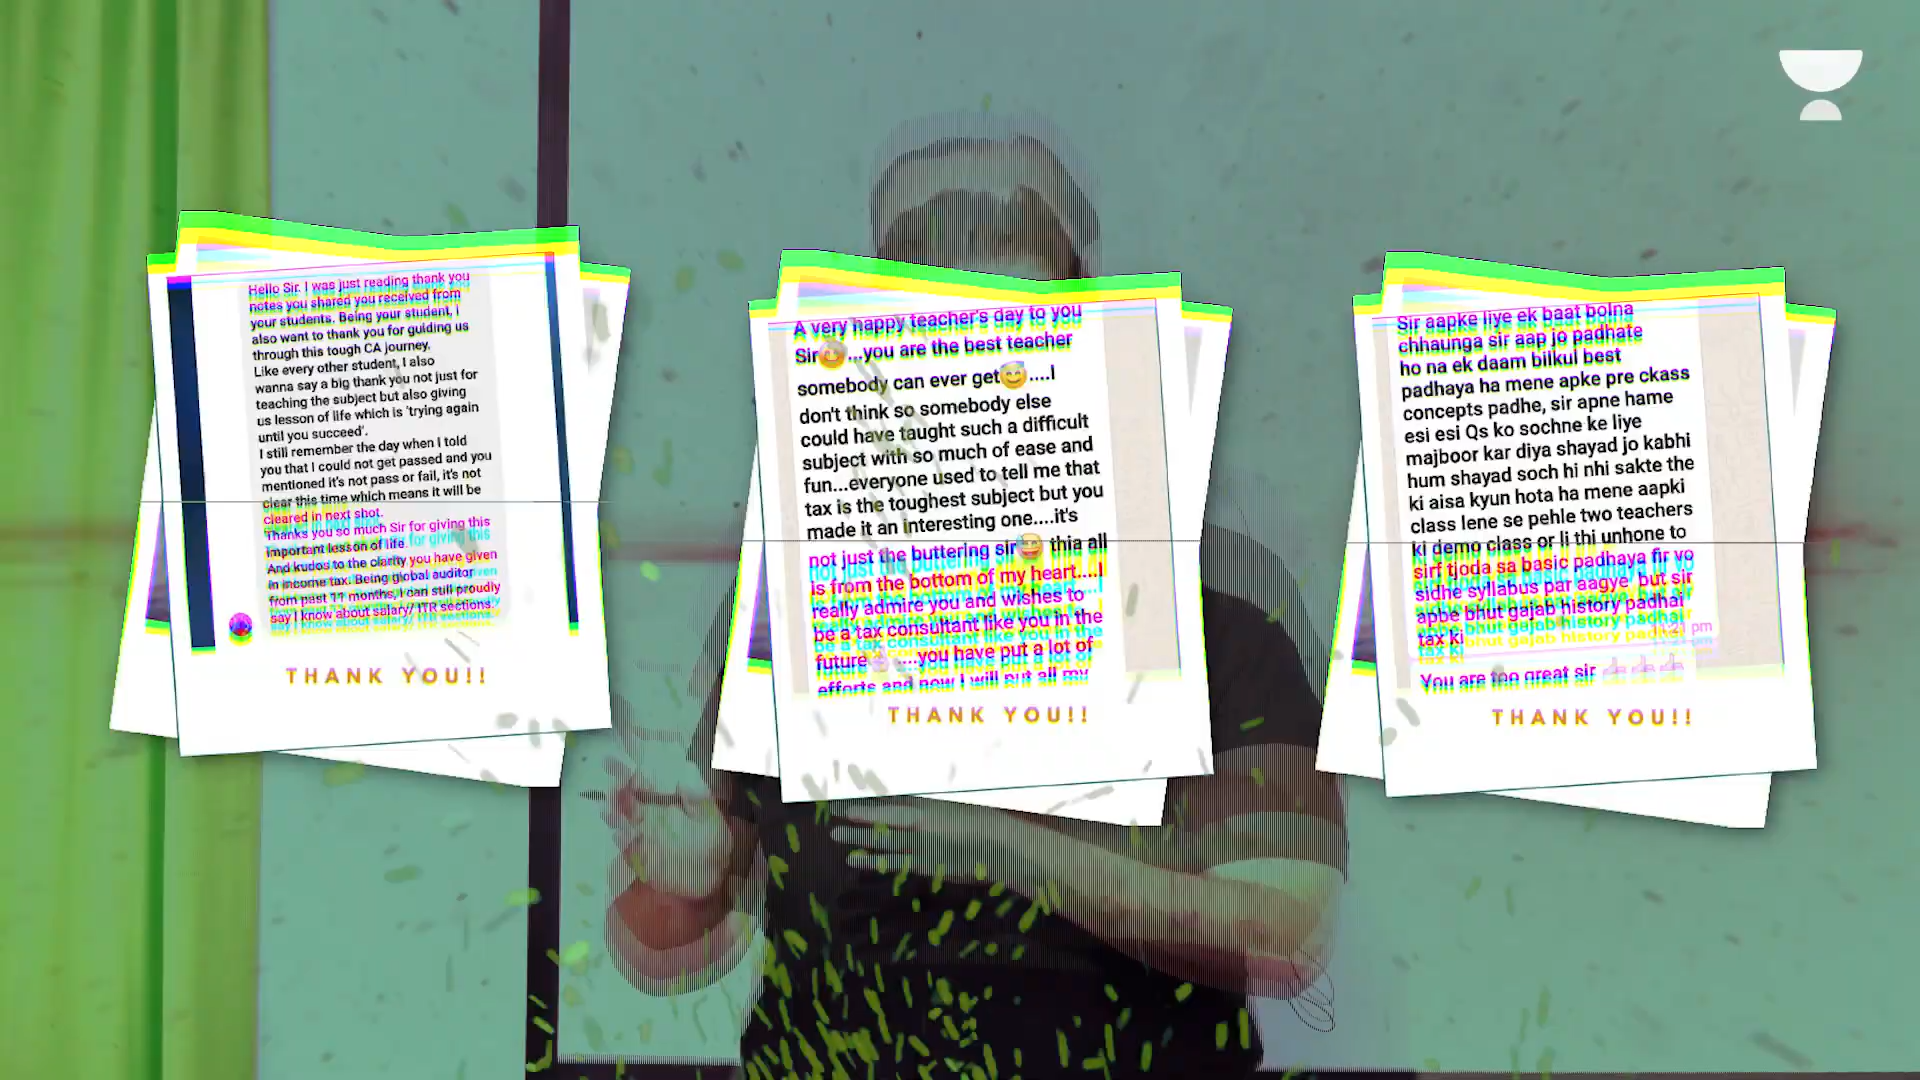 Hello Sir. I was just reading thank you
notes you shared you received from
your students. Being your student, i
also want to thank you for guiding us
through this tough CA journey.
Like every other student, I also
wanna say a big thank you not just for
teaching the subject but also giving
us lesson of life which is 'trying again
until you succeed'.
I still remember the day when I told
you that I could not get passed and you
mentioned it's not pass or fail, it's not
clear this time which means it will be
cleared in next shot.
Thanks you so much Sir for giving this
important lesson of life.
And kudos to the clarity you have given
in income tax. Being global auditor
from past 11 months, I can still proudly
say I know about salary/ ITR sections.
THANK YOU!!
A very happy teacher's day to you
Sir😅...you are the best teacher
somebody can ever get😅....I
don't think so somebody else
could have taught such a difficult
subject with so much of ease and
fun...everyone used to tell me that
tax is the toughest subject but you
made it an interesting one....it's
not just the buttering sir😄 thia all
is from the bottom of my heart....I
really admire you and wishes to
be a tax consultant like you in the
future ....you have put a lot of
efforts and now I will put all my
THANK YOU!!
Sir aapke liye ek baat bolna
chhaunga sir aap jo padhate
ho na ek daam bilkul best
padhaya ha mene apke pre ckass
concepts padhe, sir apne hame
esi esi Qs ko sochne ke liye
majboor kar diya shayad jo kabhi
hum shayad soch hi nhi sakte the
ki aisa kyun hota ha mene aapki
class lene se pehle two teachers
ki demo class or li thi unhone to
sirf tjoda sa basic padhaya fir vo
sidhe syllabus par aagye but sir
apbe bhut gajab history padhai
tax ki
You are too great sir 👍👍👍
THANK YOU!!